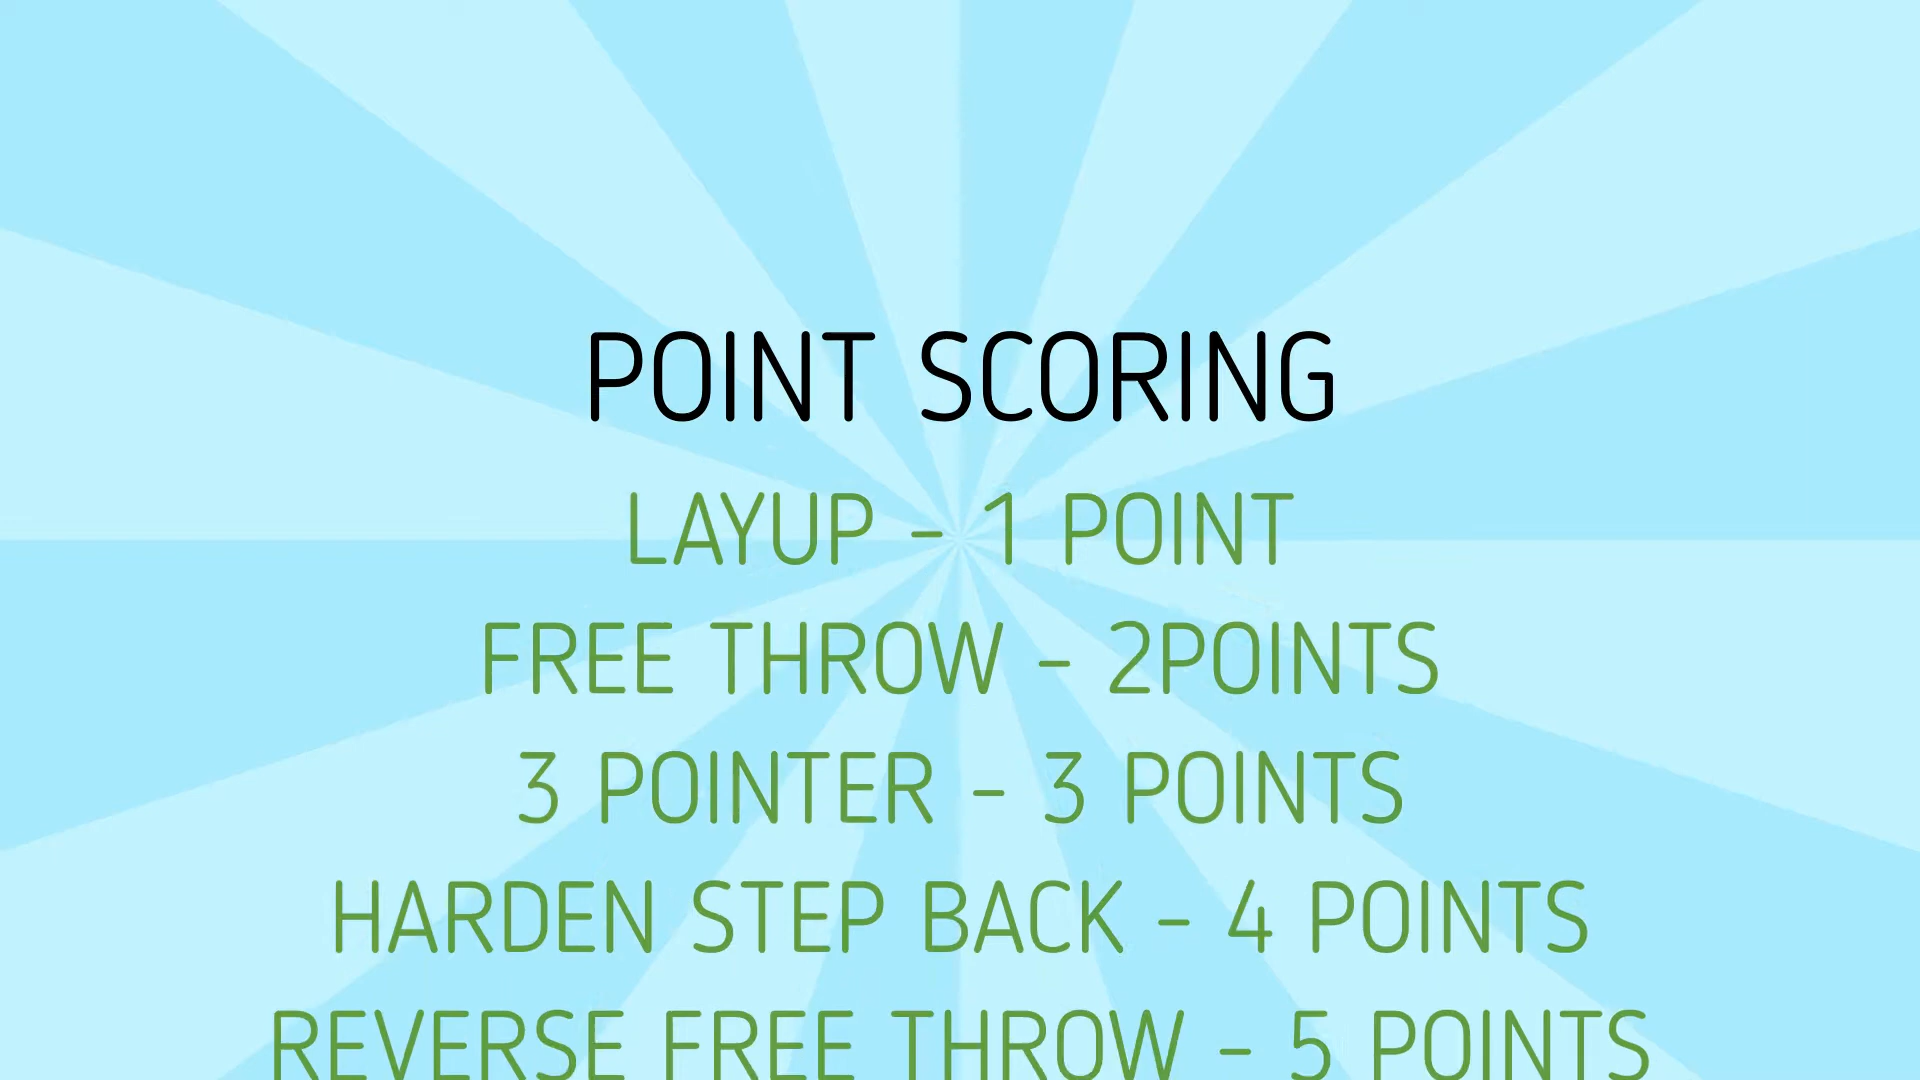 POINT SCORING
LAYUP - 1 POINT
FREE THROW - 2POINTS
3 POINTER - 3 POINTS
HARDEN STEP BACK - 4 POINTS
REVERSE FREE THROW - 5 POINTS